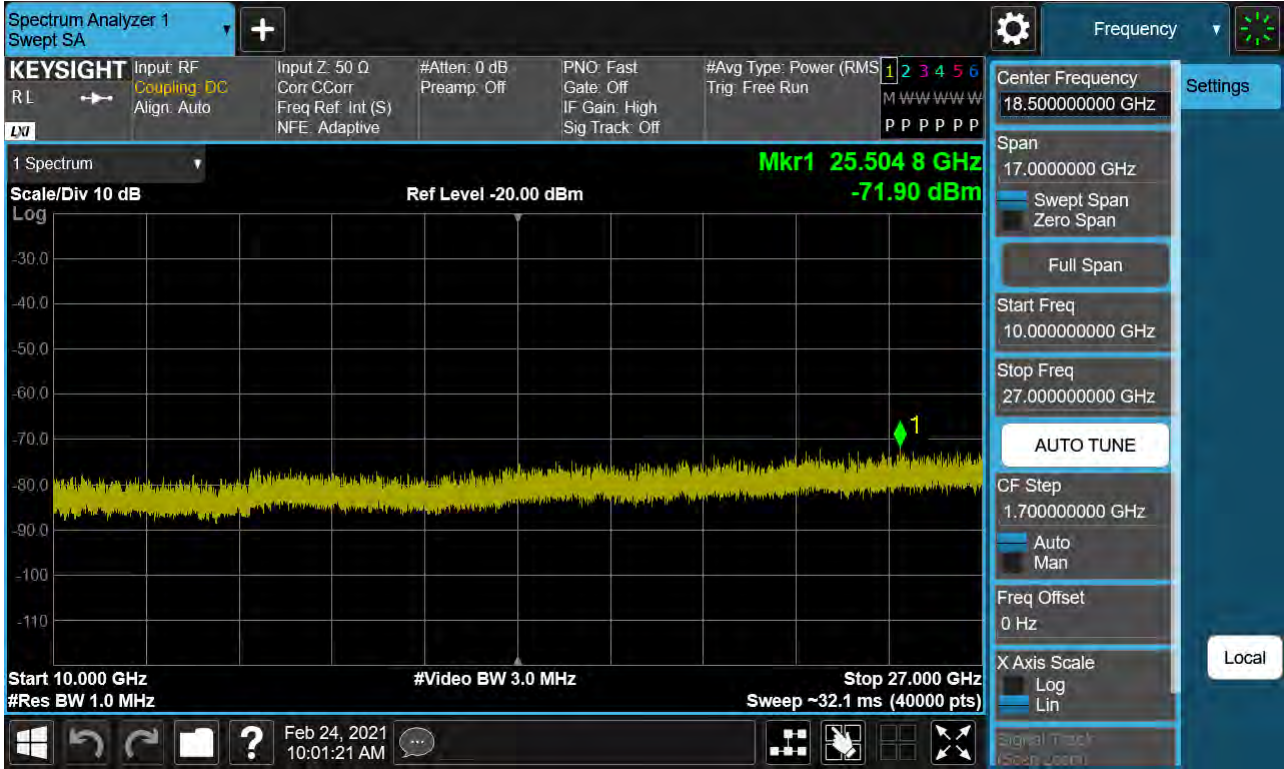 Spectrum Analyzer 1
Swept SA
+
Frequency
KEYSIGHT
RL
LXI
Input: RF
Coupling: DC
Align: Auto
Input Z: 50 Ω
Corr CCorr
Freq Ref: Int (S)
NFE: Adaptive
#Atten: 0 dB
Preamp: Off
PNO: Fast
Gate: Off
IF Gain: High
Sig Track: Off
#Avg Type: Power (RMS
Trig: Free Run
1 2 3 4 5 6
M W W W W W
P P P P P P
1 Spectrum
Scale/Div 10 dB
Log
Ref Level -20.00 dBm
Mkr1 25.504 8 GHz
-71.90 dBm
-30.0
-40.0
-50.0
-60.0
-70.0
-80.0
-90.0
-100
-110
1
Start 10.000 GHz
#Res BW 1.0 MHz
#Video BW 3.0 MHz
Stop 27.000 GHz
Sweep ~32.1 ms (40000 pts)
?
Feb 24, 2021
10:01:21 AM
Center Frequency
18.500000000 GHz
Span
17.0000000 GHz
Swept Span
Zero Span
Full Span
Start Freq
10.000000000 GHz
Stop Freq
27.000000000 GHz
AUTO TUNE
CF Step
1.700000000 GHz
Auto
Man
Freq Offset
0 Hz
X Axis Scale
Log
Lin
Signal Track
(Span Zoom)
Settings
Local